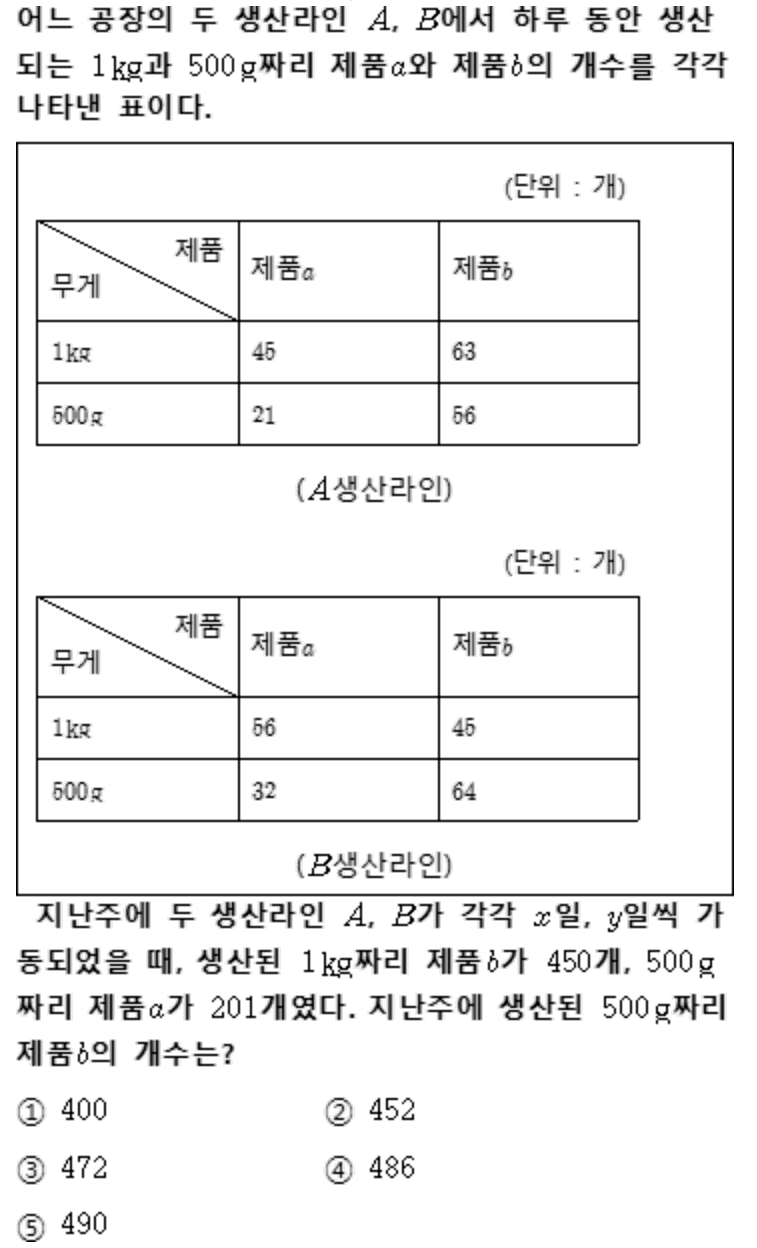 어느 공장의 두 생산라인 A, B에서 하루 동안 생산
되는 1kg과 500g짜리 제품a와 제품b의 개수를 각각
나타낸 표이다.
(단위 : 개)
제품
무게
제품a
제품b
1kg 45 63
500g 21 56
(A생산라인)
(단위 : 개)
제품
무게
제품a
제품b
1kg 56 45
500g 32 64
(B생산라인)
지난주에 두 생산라인 A, B가 각각 x일, y일씩 가
동되었을 때, 생산된 1kg짜리 제품b가 450개, 500g
짜리 제품a가 201개였다. 지난주에 생산된 500g짜리
제품b의 개수는?
① 400 ② 452
③ 472 ④ 486
⑤ 490